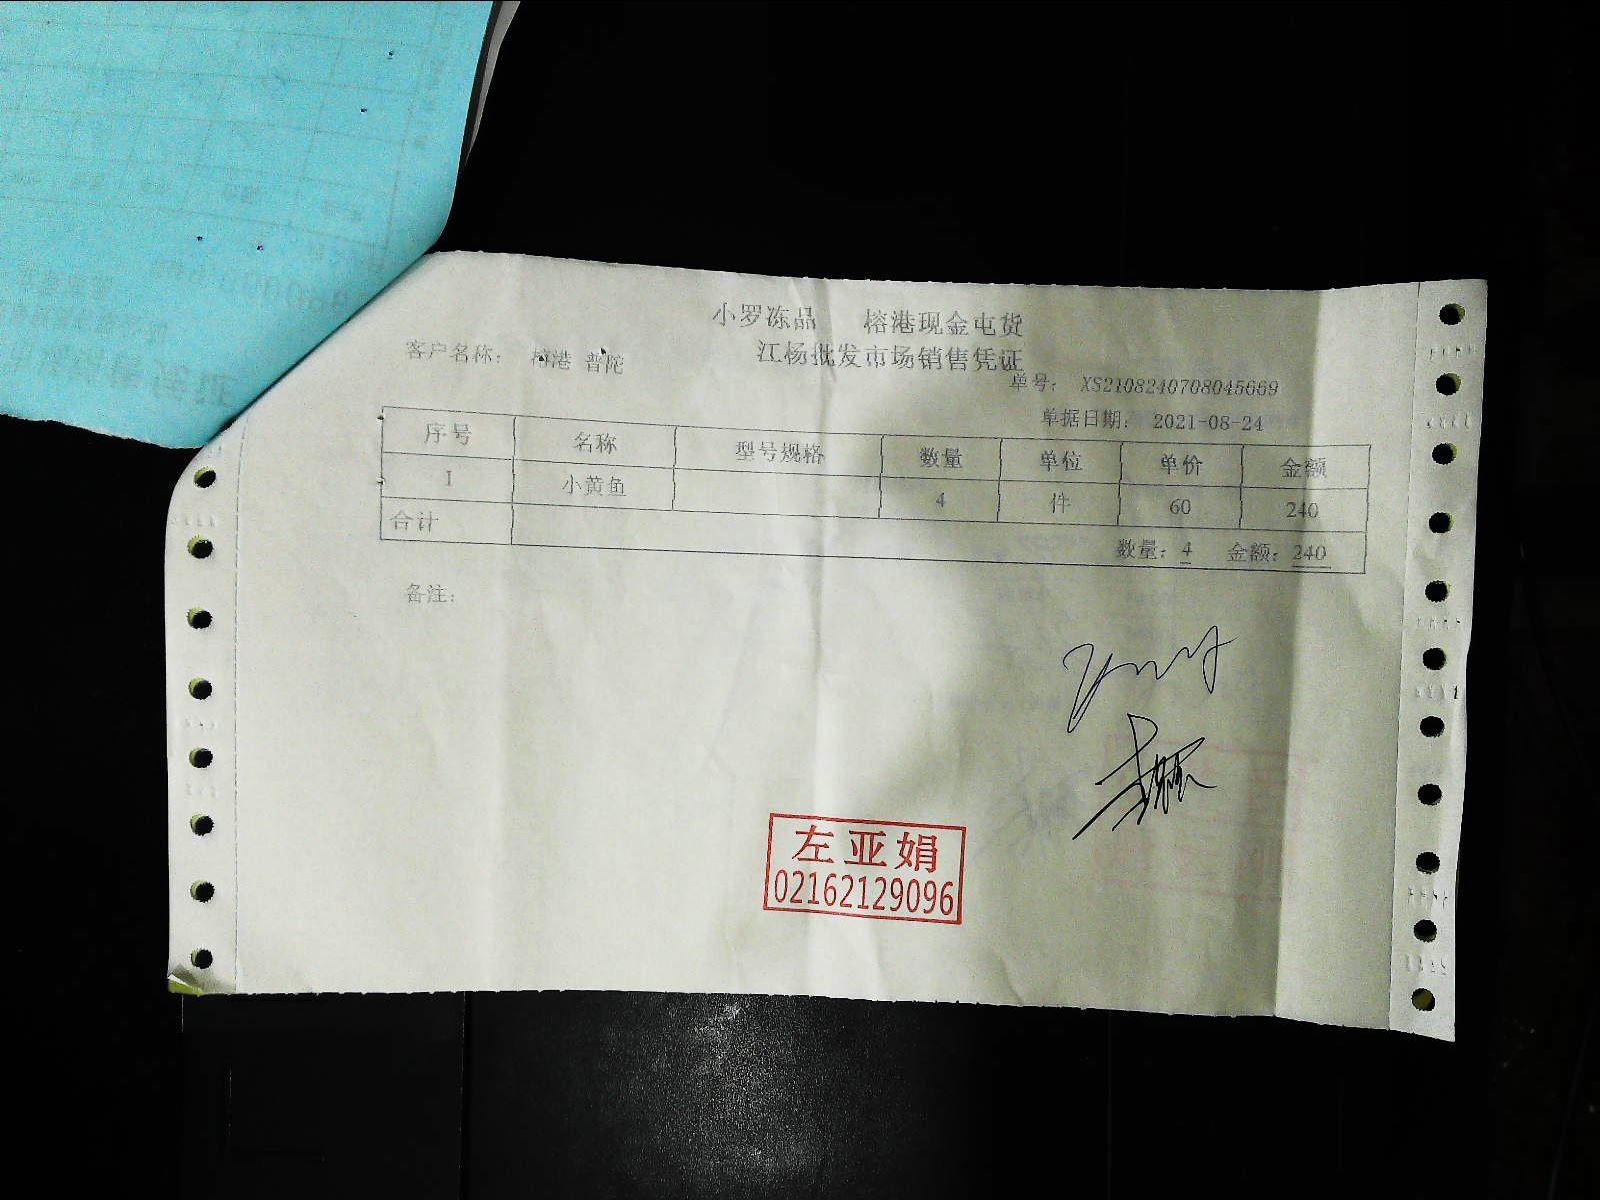 小罗冻品 榕港现金屯货
江杨批发市场销售凭证
客户名称： 榕港 普陀
单号： XS2108240708045669
单据日期： 2021-08-24
序号 名称 型号规格 数量 单位 单价 金额
1 小黄鱼 4 件 60 240
合计 数量：4 金额：240
备注：
左亚娟
02162129096